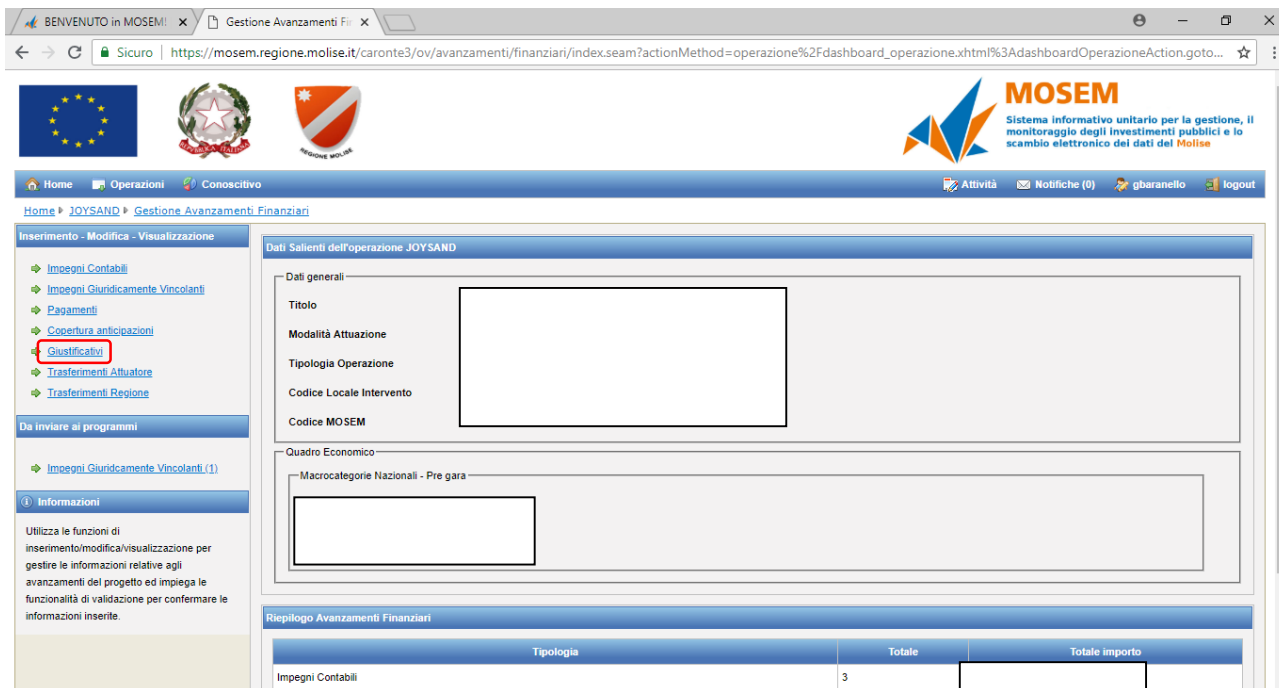 BENVENUTO in MOSEM!
Gestione Avanzamenti Fin
Sicuro | https://mosem.regione.molise.it/caronte3/ov/avanzamenti/finanziari/index.seam?actionMethod=operazione%2Fdashboard_operazione.xhtml%3AdashboardOperazioneAction.goto...
REPVBBLICA ITALIANA
REGIONE MOLISE
MOSEM
Sistema informativo unitario per la gestione, il
monitoraggio degli investimenti pubblici e lo
scambio elettronico dei dati del Molise
Home Operazioni Conoscitivo Attività Notifiche (0) gbaranello logout
Home JOYSAND Gestione Avanzamenti Finanziari
Inserimento - Modifica - Visualizzazione
Impegni Contabili
Impegni Giuridicamente Vincolanti
Pagamenti
Copertura anticipazioni
Giustificativi
Trasferimenti Attuatore
Trasferimenti Regione
Da inviare ai programmi
Impegni Giuridcamente Vincolanti (1)
Informazioni
Utilizza le funzioni di
inserimento/modifica/visualizzazione per
gestire le informazioni relative agli
avanzamenti del progetto ed impiega le
funzionalità di validazione per confermare le
informazioni inserite.
Dati Salienti dell'operazione JOYSAND
Dati generali
Titolo
Modalità Attuazione
Tipologia Operazione
Codice Locale Intervento
Codice MOSEM
Quadro Economico
Macrocategorie Nazionali - Pre gara
Riepilogo Avanzamenti Finanziari
Tipologia Totale Totale importo
Impegni Contabili 3